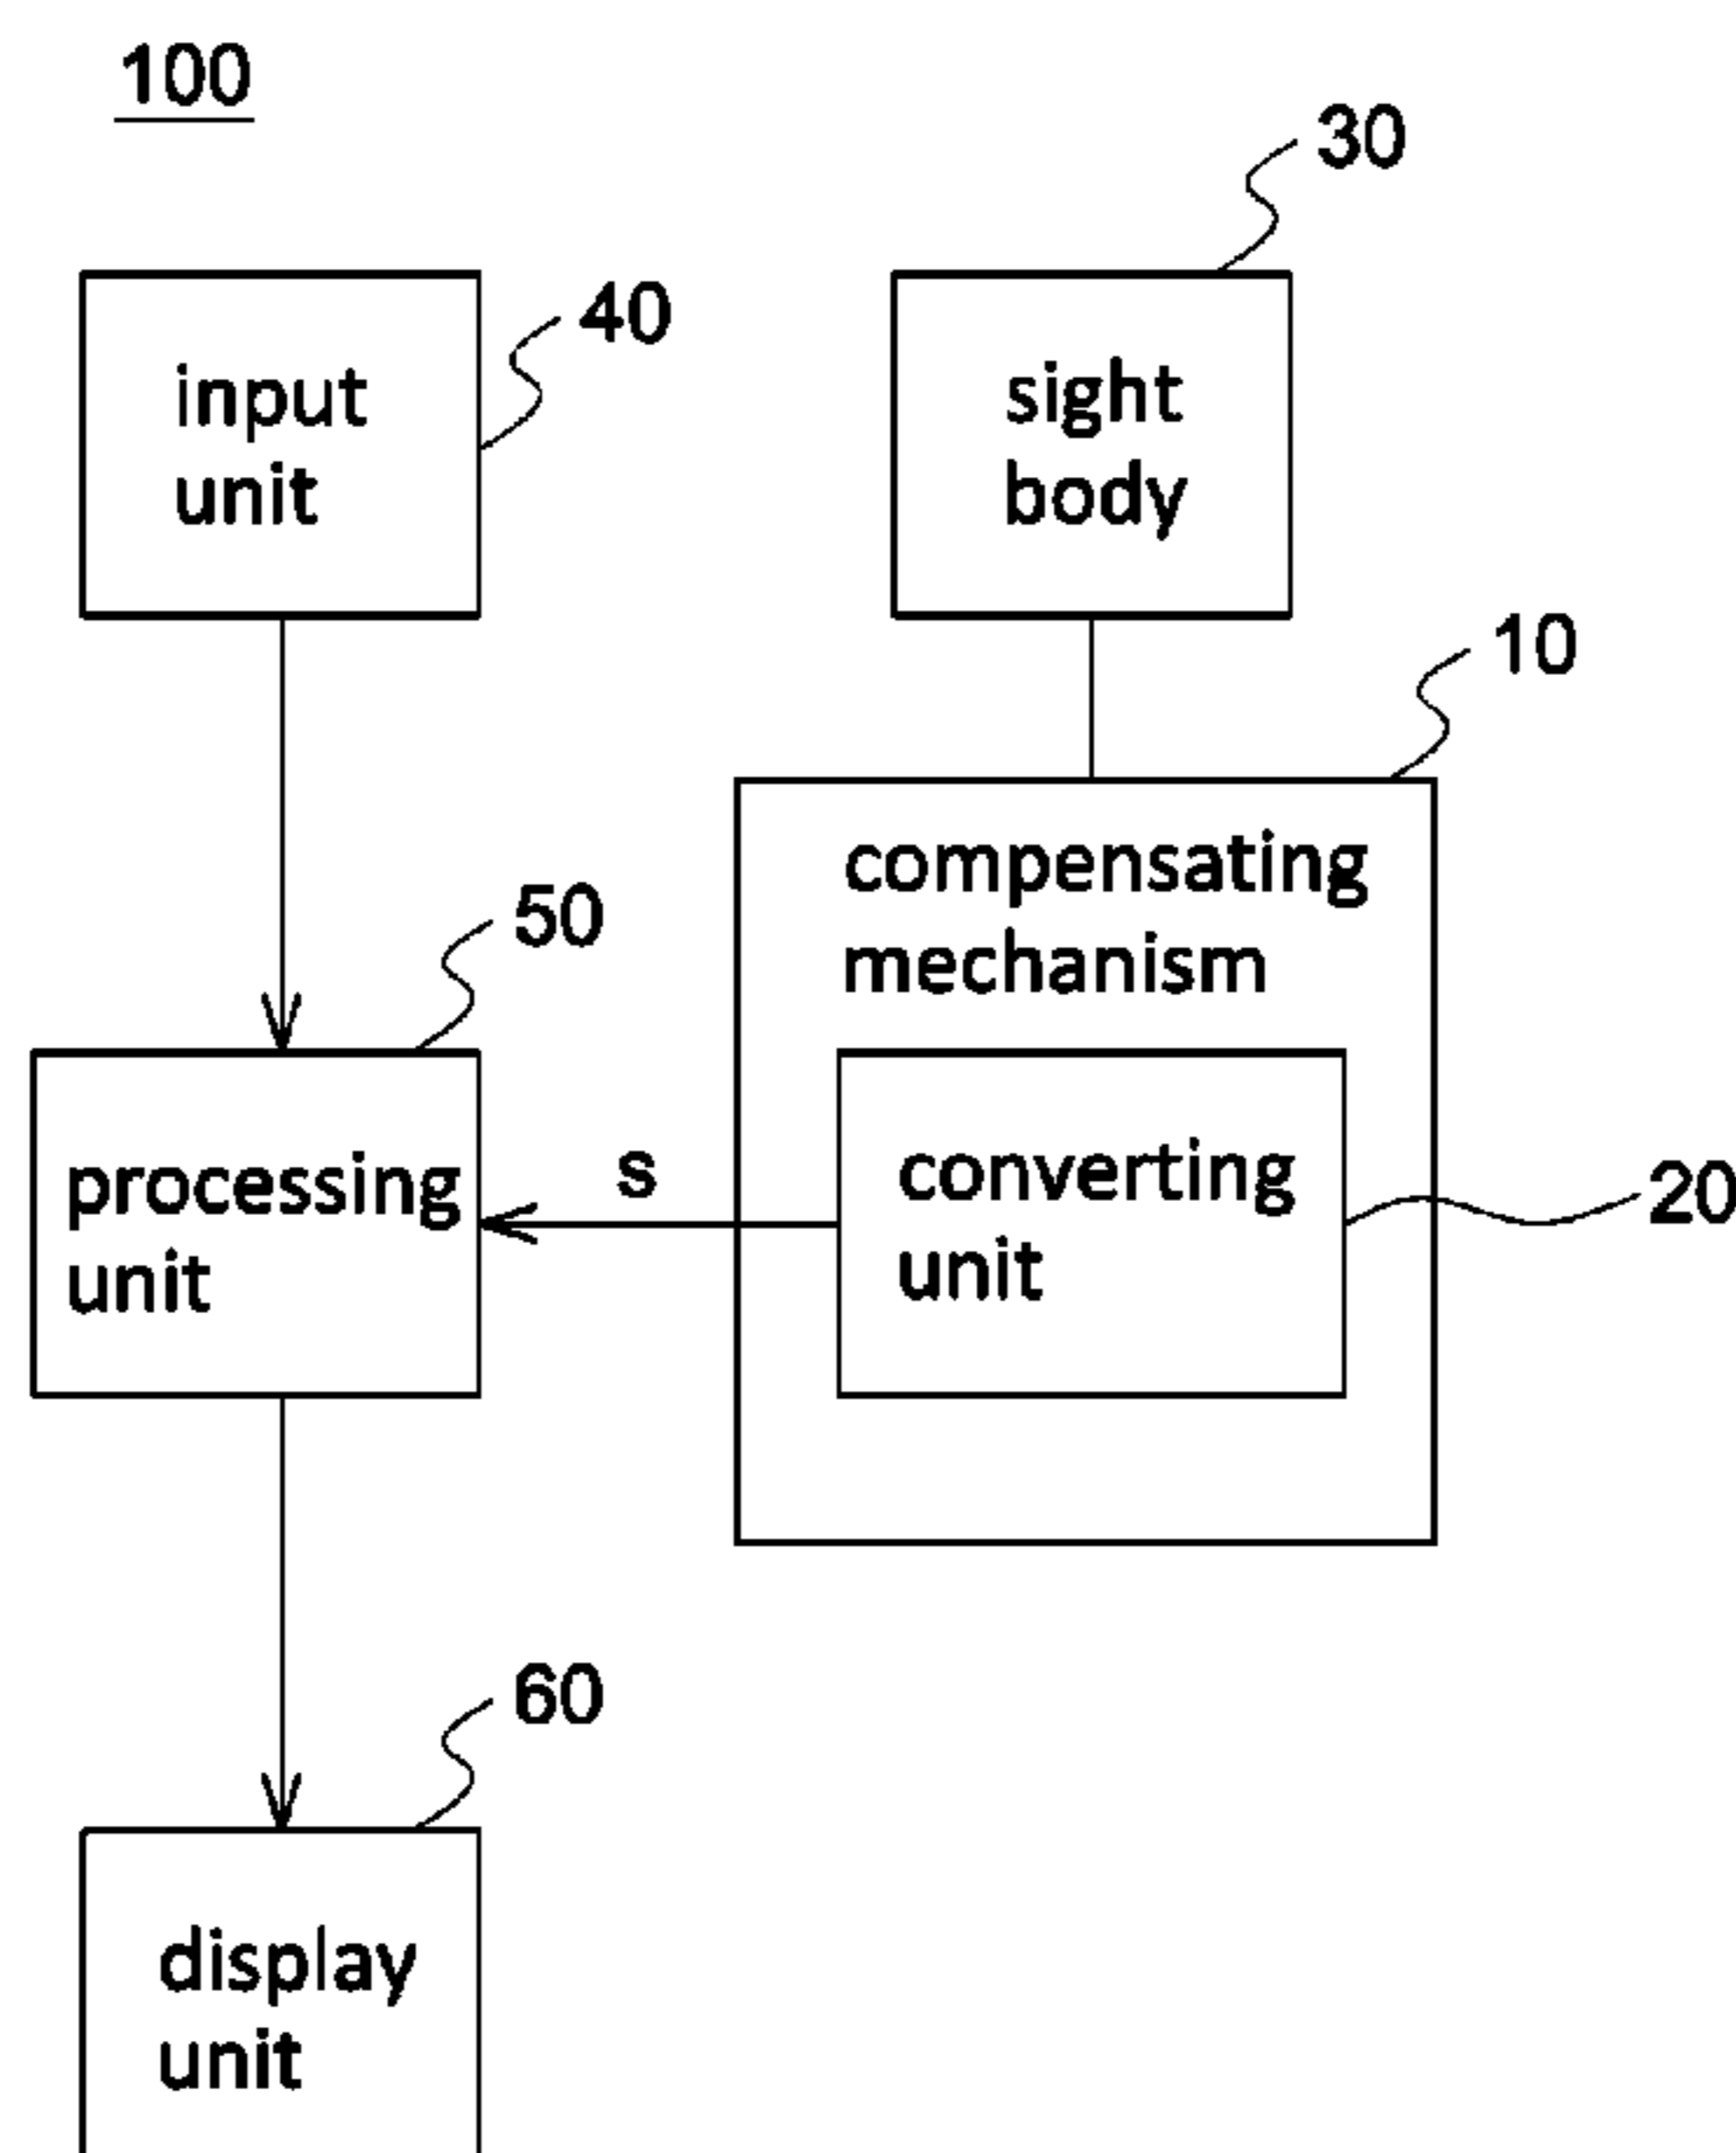 100
30
40
input
unit
sight
body
10
compensating
mechanism
50
processing
unit
s
converting
unit
20
60
display
unit